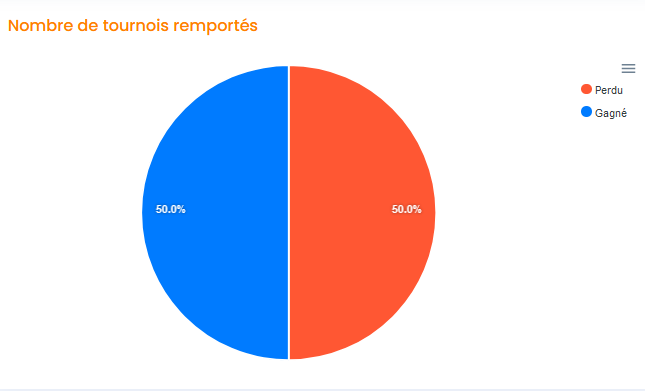 Nombre de tournois remportés
Perdu
Gagné
50.0%
50.0%